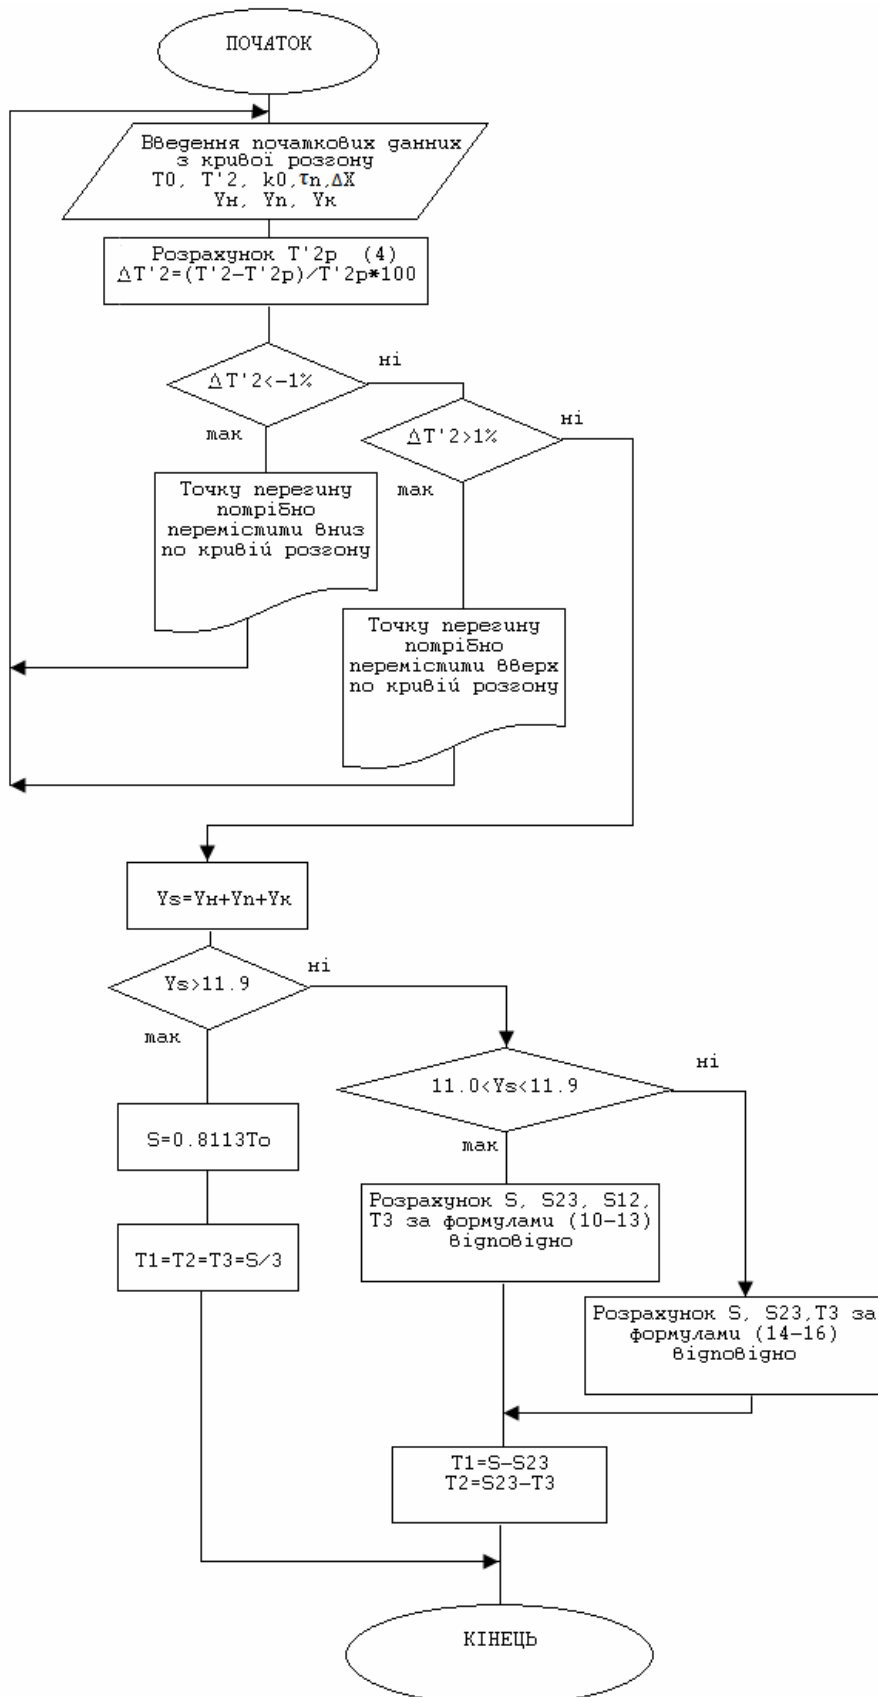 ПОЧАТОК
Введення початкових данних
з кривої розгону
T0, T'2, k0,τп,ΔX
Yн, Yп, Yк
Розрахунок T'2p (4)
ΔT'2=(T'2-T'2p)/T'2p*100
ΔT'2<-1%
ні
так
ΔT'2>1%
ні
так
Точку перегину
потрібно
перемістити вниз
по кривій розгону
Точку перегину
потрібно
перемістити вверх
по кривій розгону
Ys=Yн+Yп+Yк
Ys>11.9
ні
так
11.0<Ys<11.9
ні
так
S=0.8113To
Розрахунок S, S23, S12,
T3 за формулами (10-13)
відповідно
T1=T2=T3=S/3
Розрахунок S, S23,T3 за
формулами (14-16)
відповідно
T1=S-S23
T2=S23-T3
КІНЕЦЬ